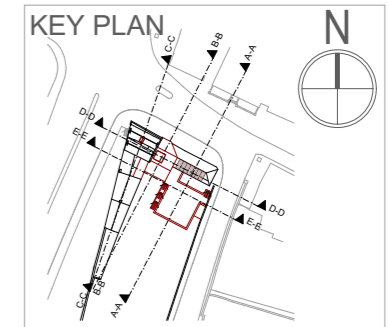 KEY PLAN
N
C-C
B-B
A-A
D-D
E-E
D-D
E-E
C-C
B-B
A-A